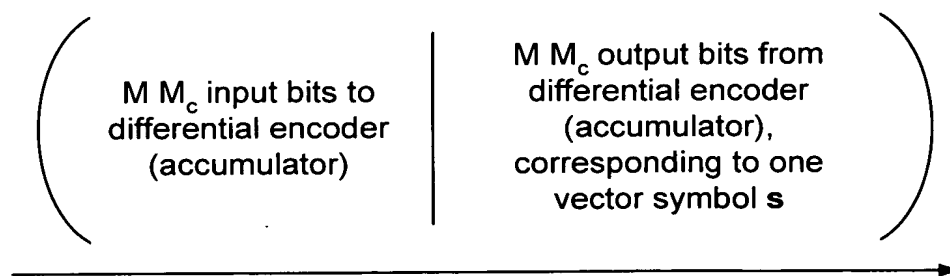 M M_c input bits to
differential encoder
(accumulator)
M M_c output bits from
differential encoder
(accumulator),
corresponding to one
vector symbol s